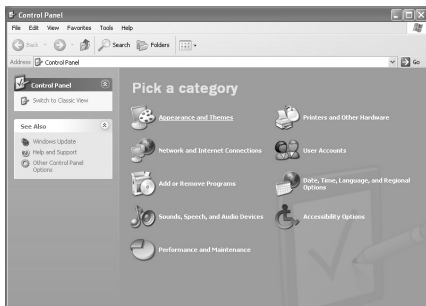 Control Panel
File Edit View Favorites Tools Help
Back Search Folders
Address Control Panel Go
Control Panel
Switch to Classic View
See Also
Windows Update
Help and Support
Other Control Panel
Options
Pick a category
Appearance and Themes
Printers and Other Hardware
Network and Internet Connections
User Accounts
Add or Remove Programs
Date, Time, Language, and Regional
Options
Sounds, Speech, and Audio Devices
Accessibility Options
Performance and Maintenance